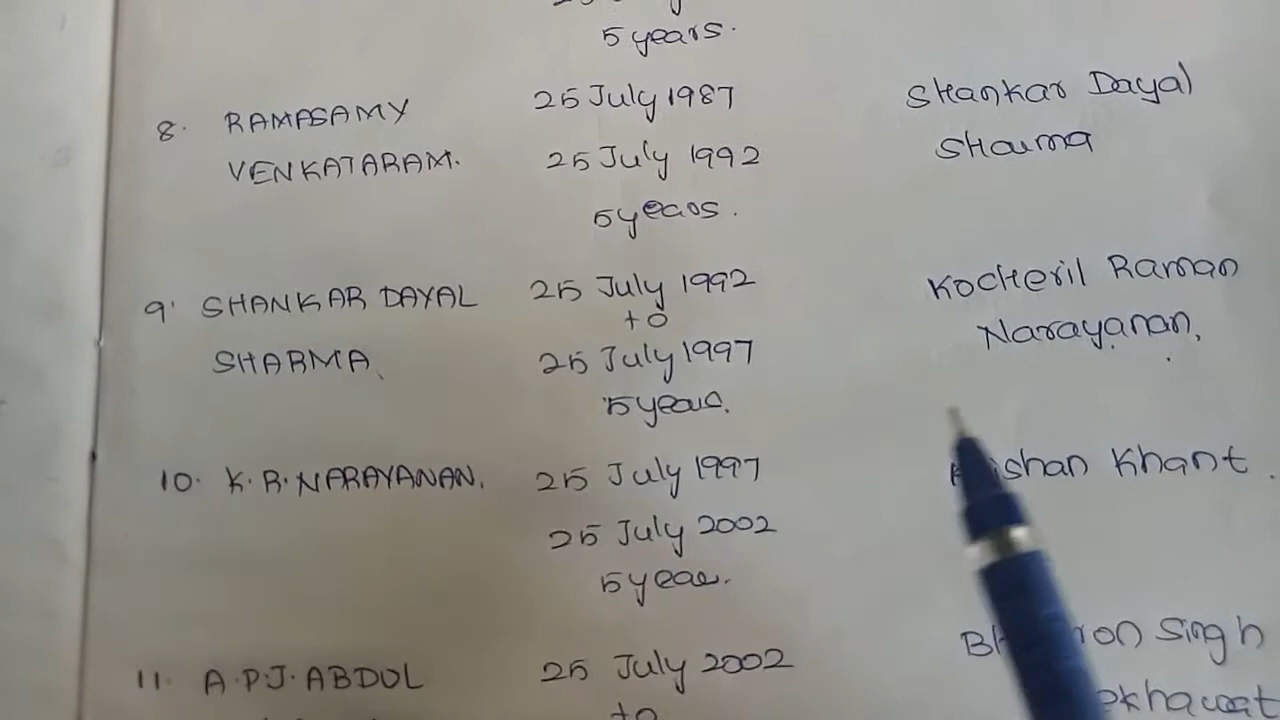 5 years.
8. RAMASAMY 25 July 1987 Shankar Dayal
VENKATARAM. 25 July 1992 Sharma
5 years.
9. SHANKAR DAYAL 25 July 1992 Kocheril Raman
to Narayanan.
SHARMA 25 July 1997
5 years.
10. K.R.NARAYANAN. 25 July 1997 Khant.
25 July 2002
5 year.
11. A.P.J.ABDUL 25 July 2002 Singh
to